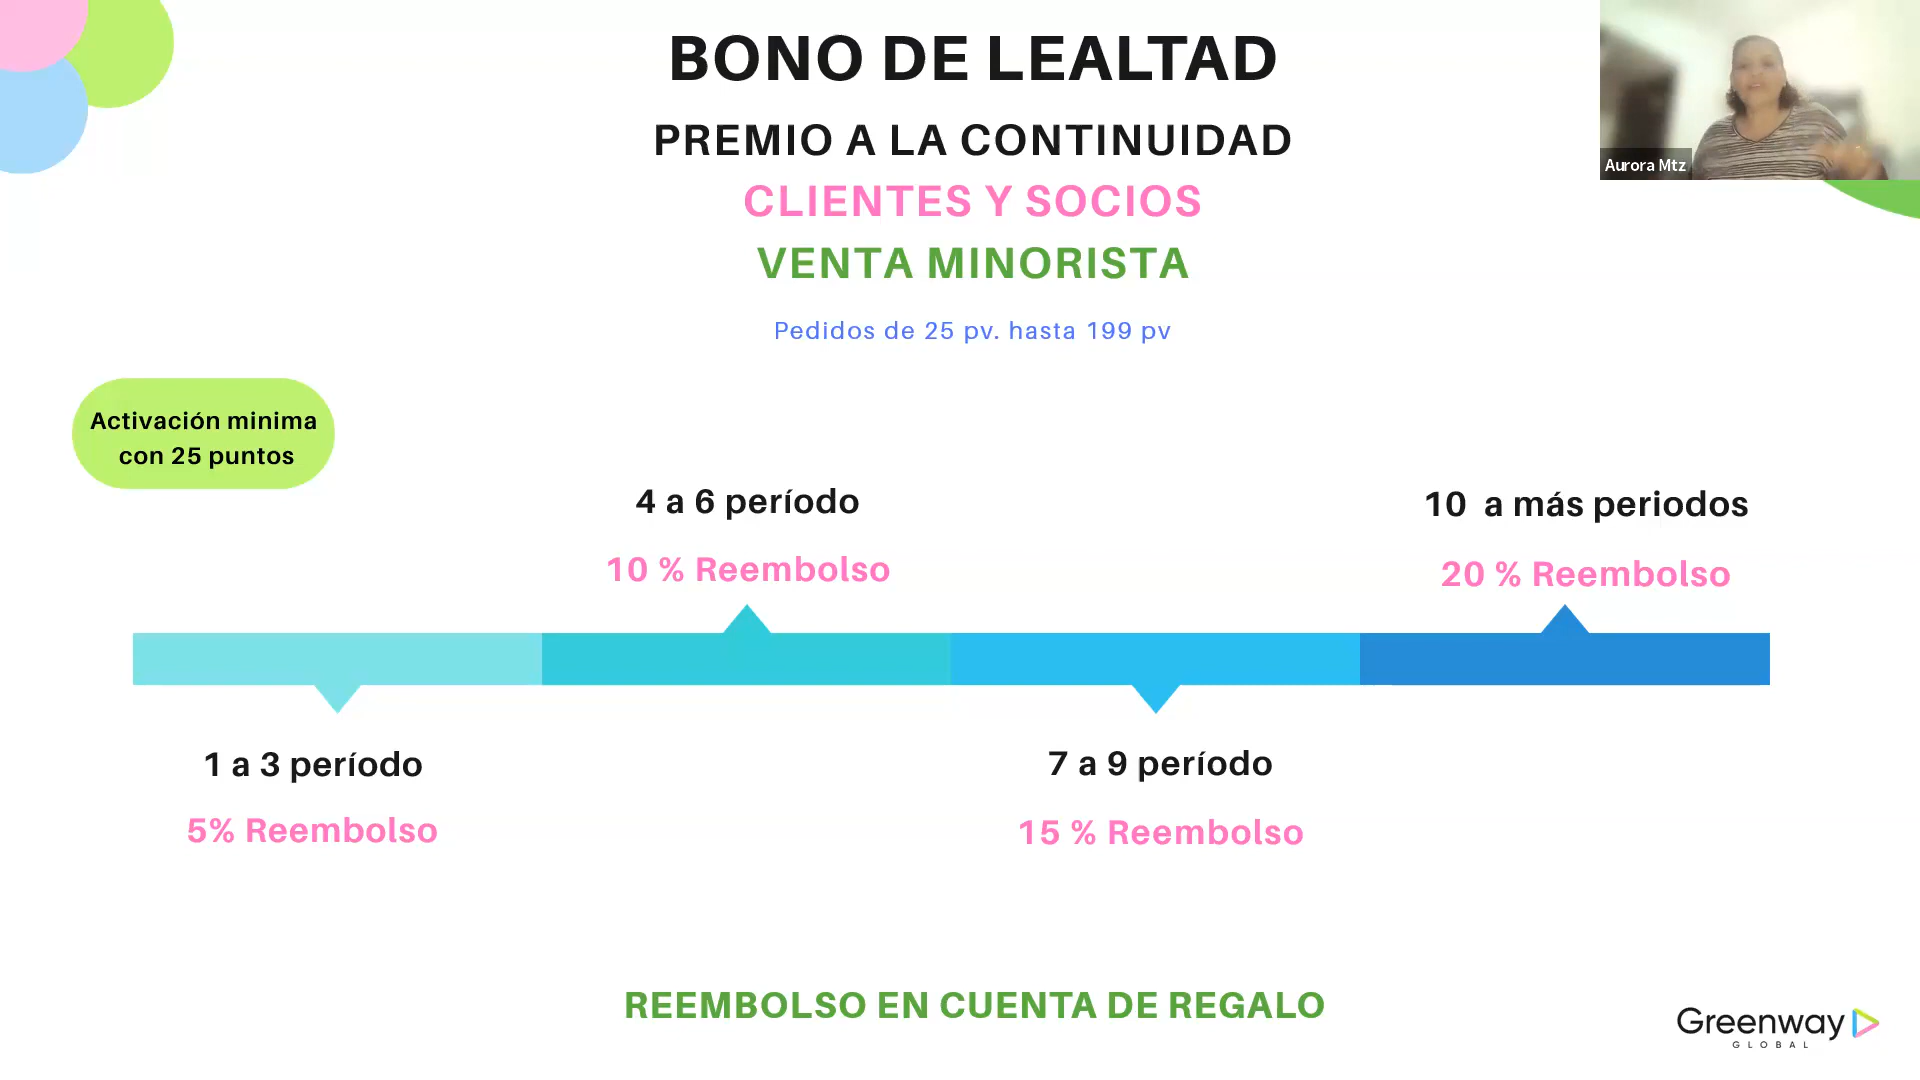 BONO DE LEALTAD
PREMIO A LA CONTINUIDAD
CLIENTES Y SOCIOS
VENTA MINORISTA
Pedidos de 25 pv. hasta 199 pv
Aurora Mtz
Activación minima
con 25 puntos
4 a 6 período
10 % Reembolso
10 a más periodos
20 % Reembolso
1 a 3 período
5% Reembolso
7 a 9 período
15 % Reembolso
REEMBOLSO EN CUENTA DE REGALO
Greenway
GLOBAL